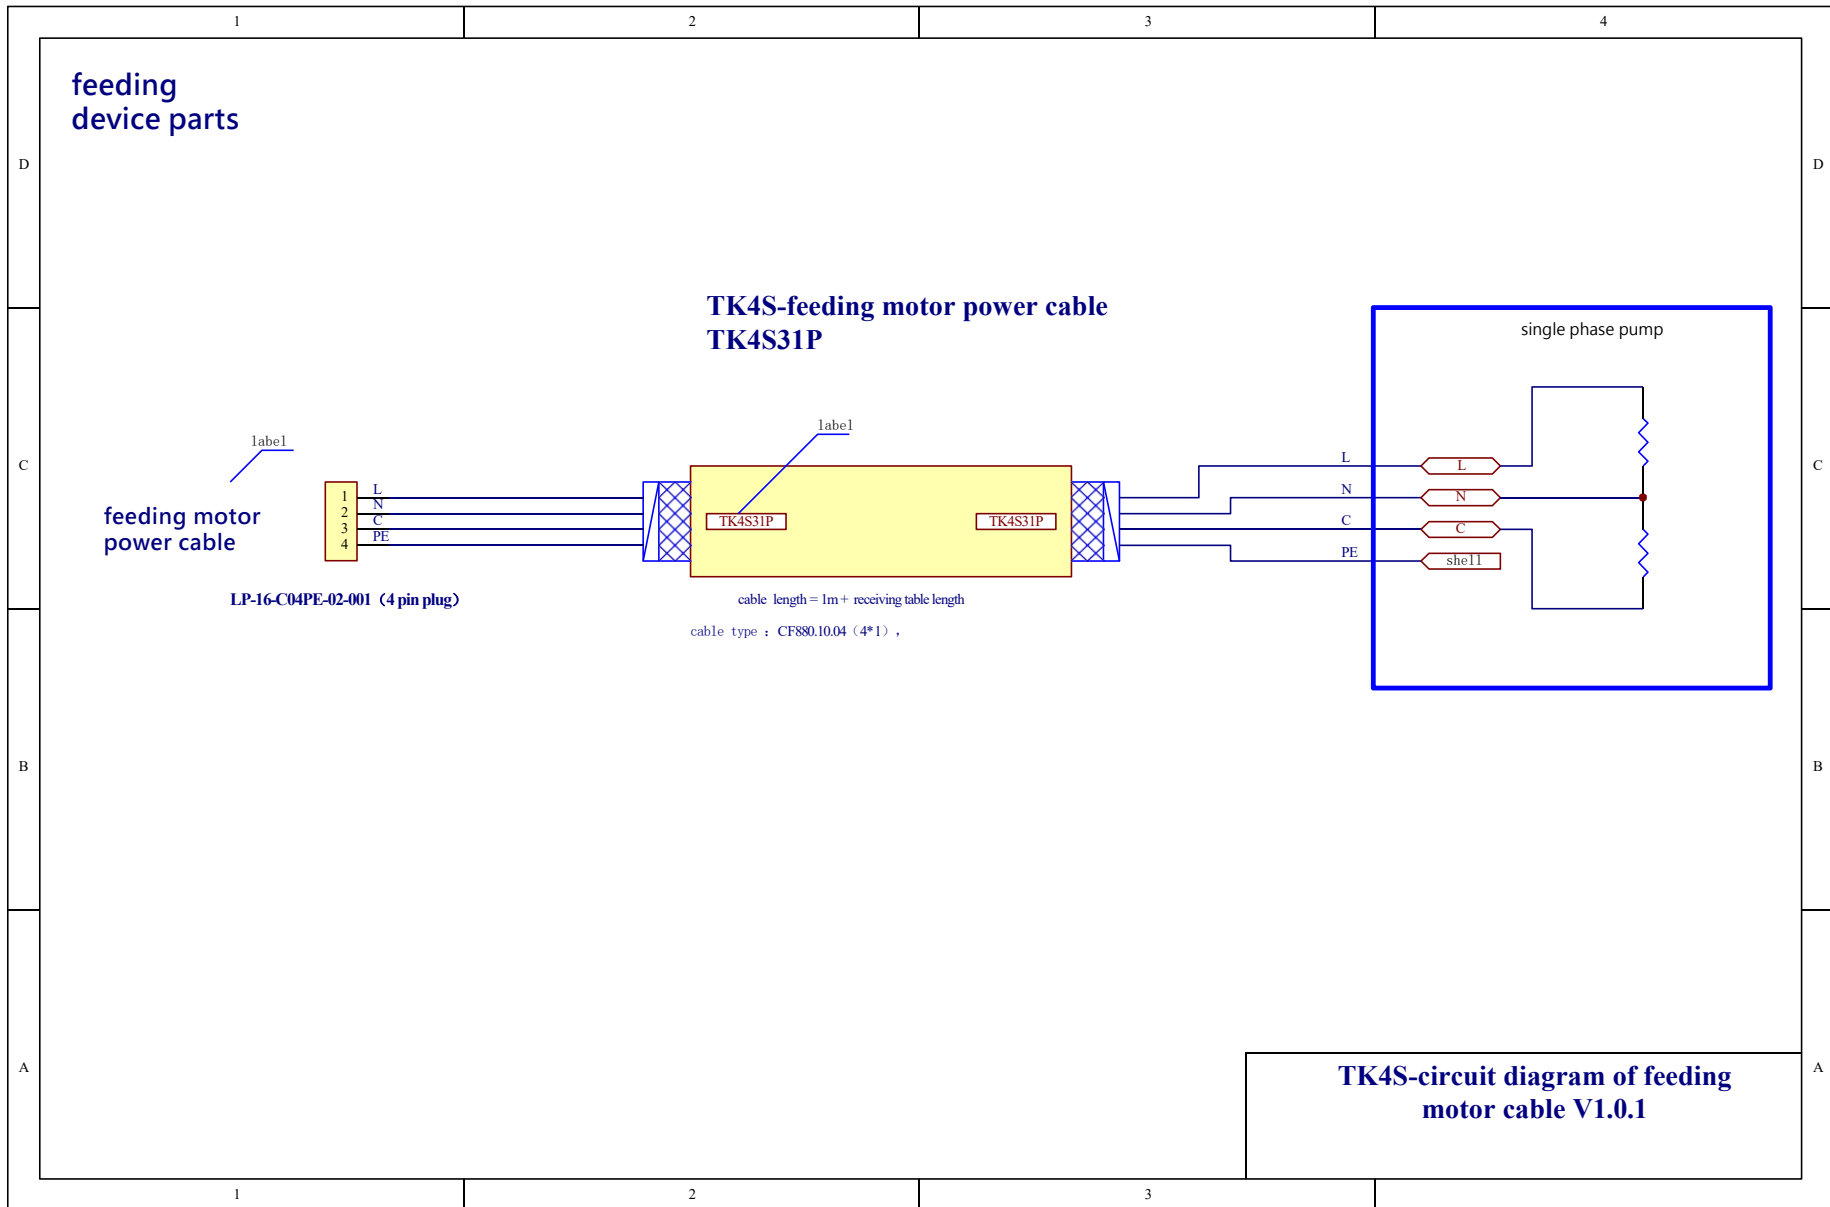 1 2 3 4
feeding
device parts
D D
TK4S-feeding motor power cable
TK4S31P
single phase pump
label
label
C C
L L
N N
C C
PE shell
1 L
2 N
3 C
4 PE
TK4S31P TK4S31P
feeding motor
power cable
LP-16-C04PE-02-001（4 pin plug）
cable length = 1m + receiving table length
cable type ：CF880.10.04（4*1），
B B
A A
TK4S-circuit diagram of feeding
motor cable V1.0.1
1 2 3